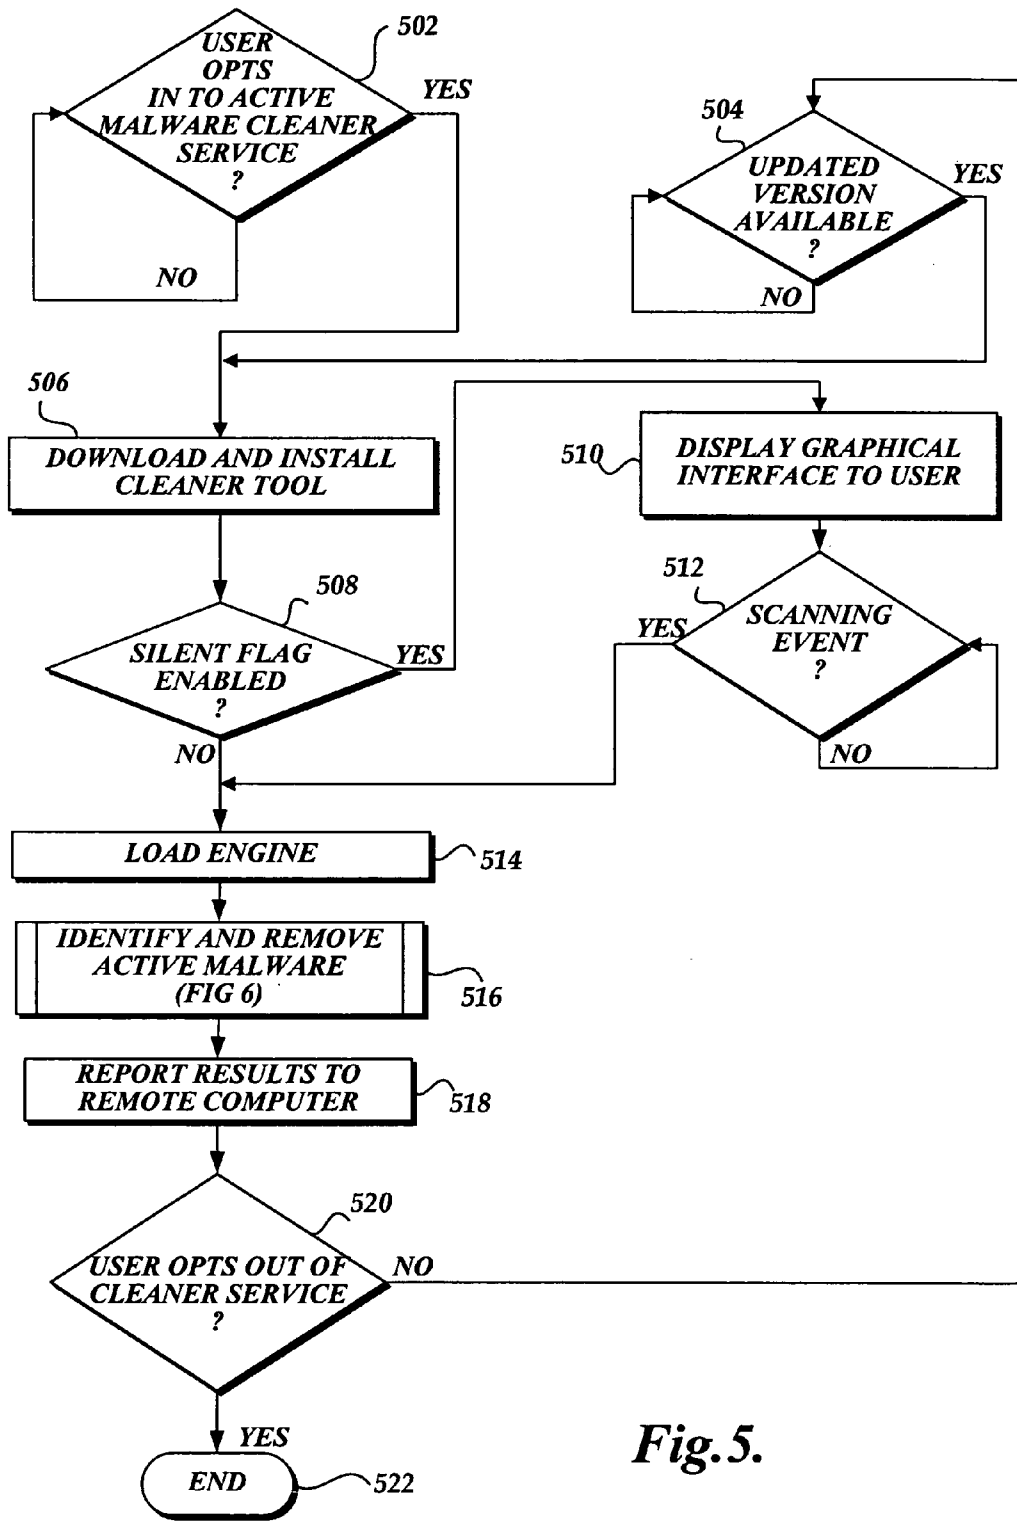 502
USER
OPTS
IN TO ACTIVE
MALWARE CLEANER
SERVICE
?
YES
NO
504
UPDATED
VERSION
AVAILABLE
?
YES
NO
506
DOWNLOAD AND INSTALL
CLEANER TOOL
508
SILENT FLAG
ENABLED
?
YES
NO
510
DISPLAY GRAPHICAL
INTERFACE TO USER
512
SCANNING
EVENT
?
YES
NO
LOAD ENGINE
514
IDENTIFY AND REMOVE
ACTIVE MALWARE
(FIG 6)
516
REPORT RESULTS TO
REMOTE COMPUTER
518
520
USER OPTS OUT OF
CLEANER SERVICE
?
NO
YES
END
522
Fig.5.